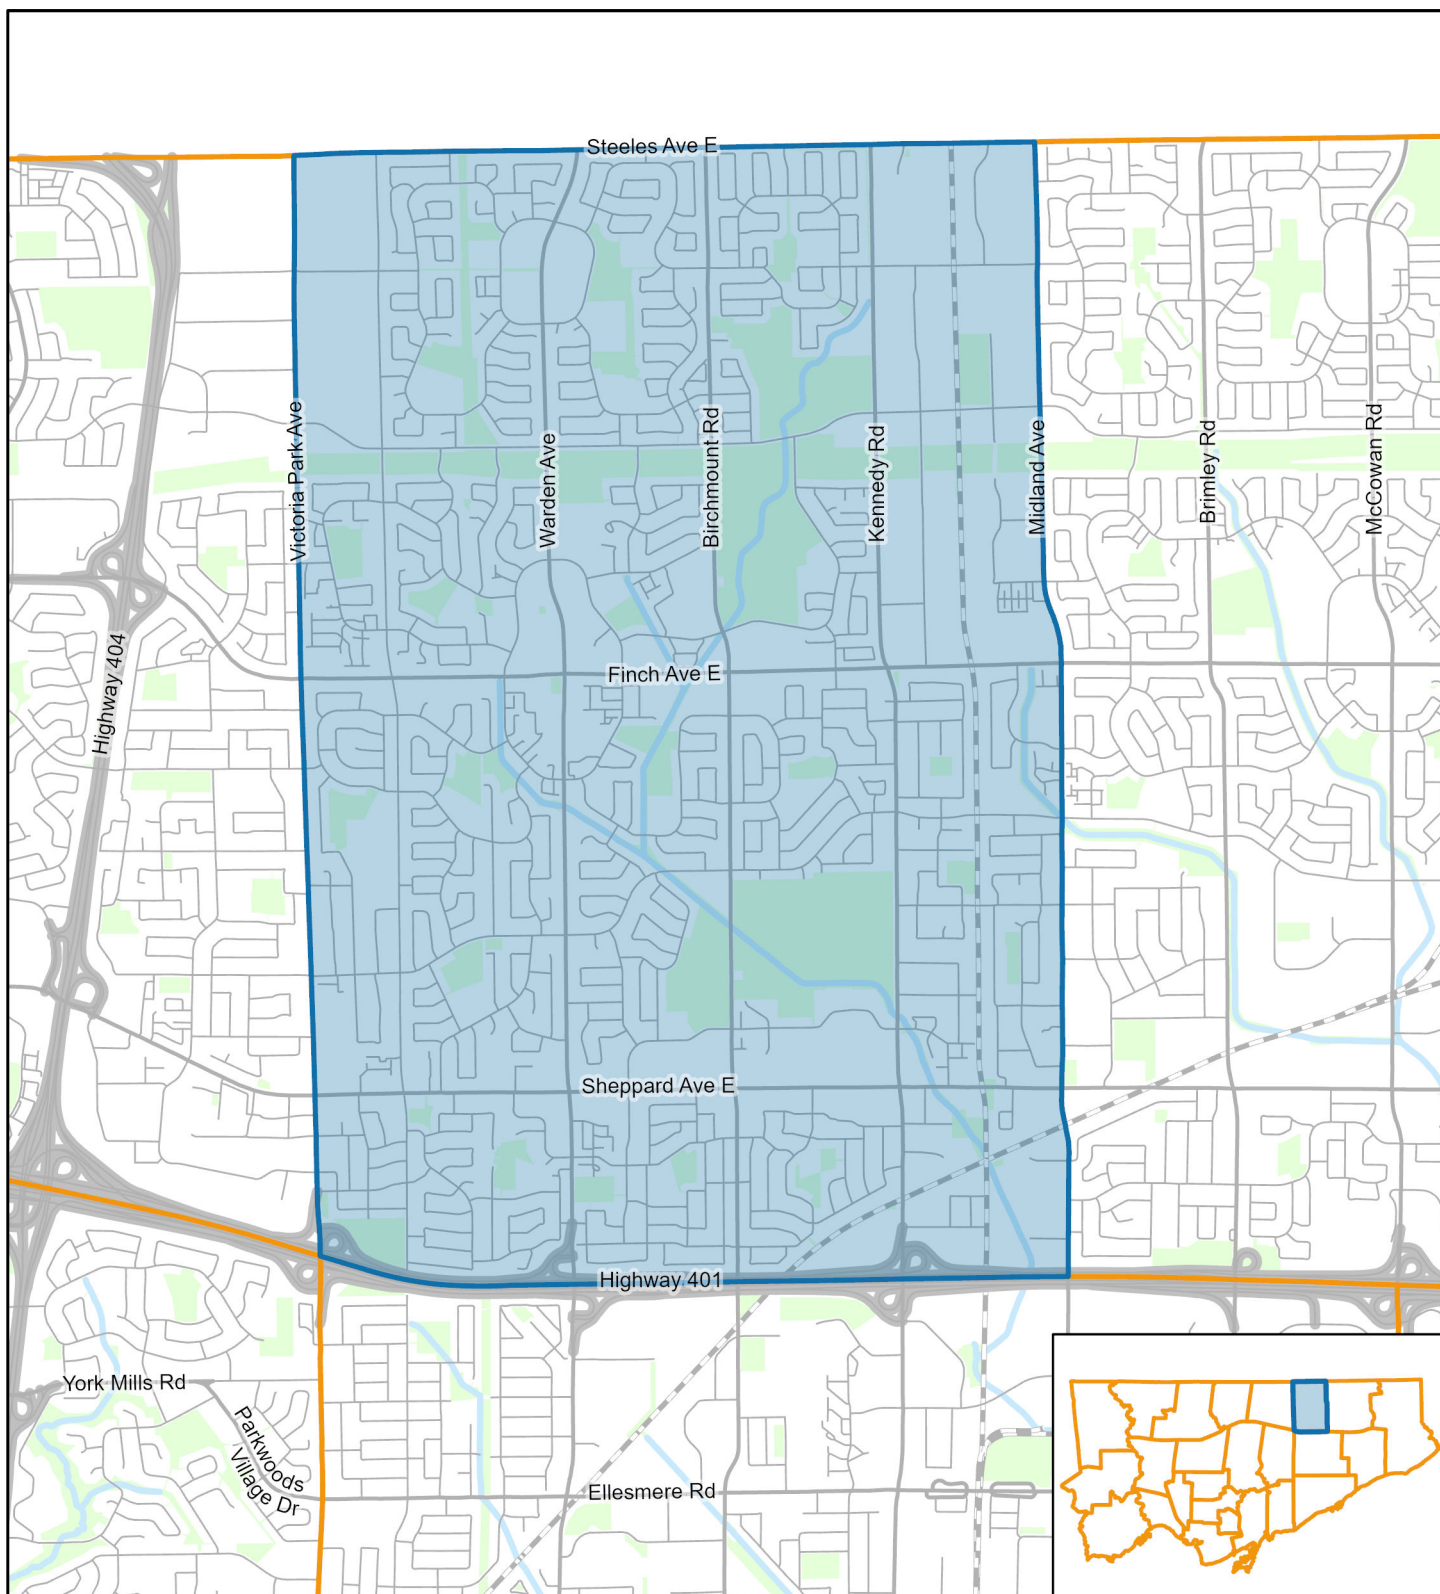 Steeles Ave E
Victoria Park Ave
Warden Ave
Birchmount Rd
Kennedy Rd
Midland Ave
Brimley Rd
McCowan Rd
Highway 404
Finch Ave E
Sheppard Ave E
Highway 401
York Mills Rd
Parkwoods
Village Dr
Ellesmere Rd